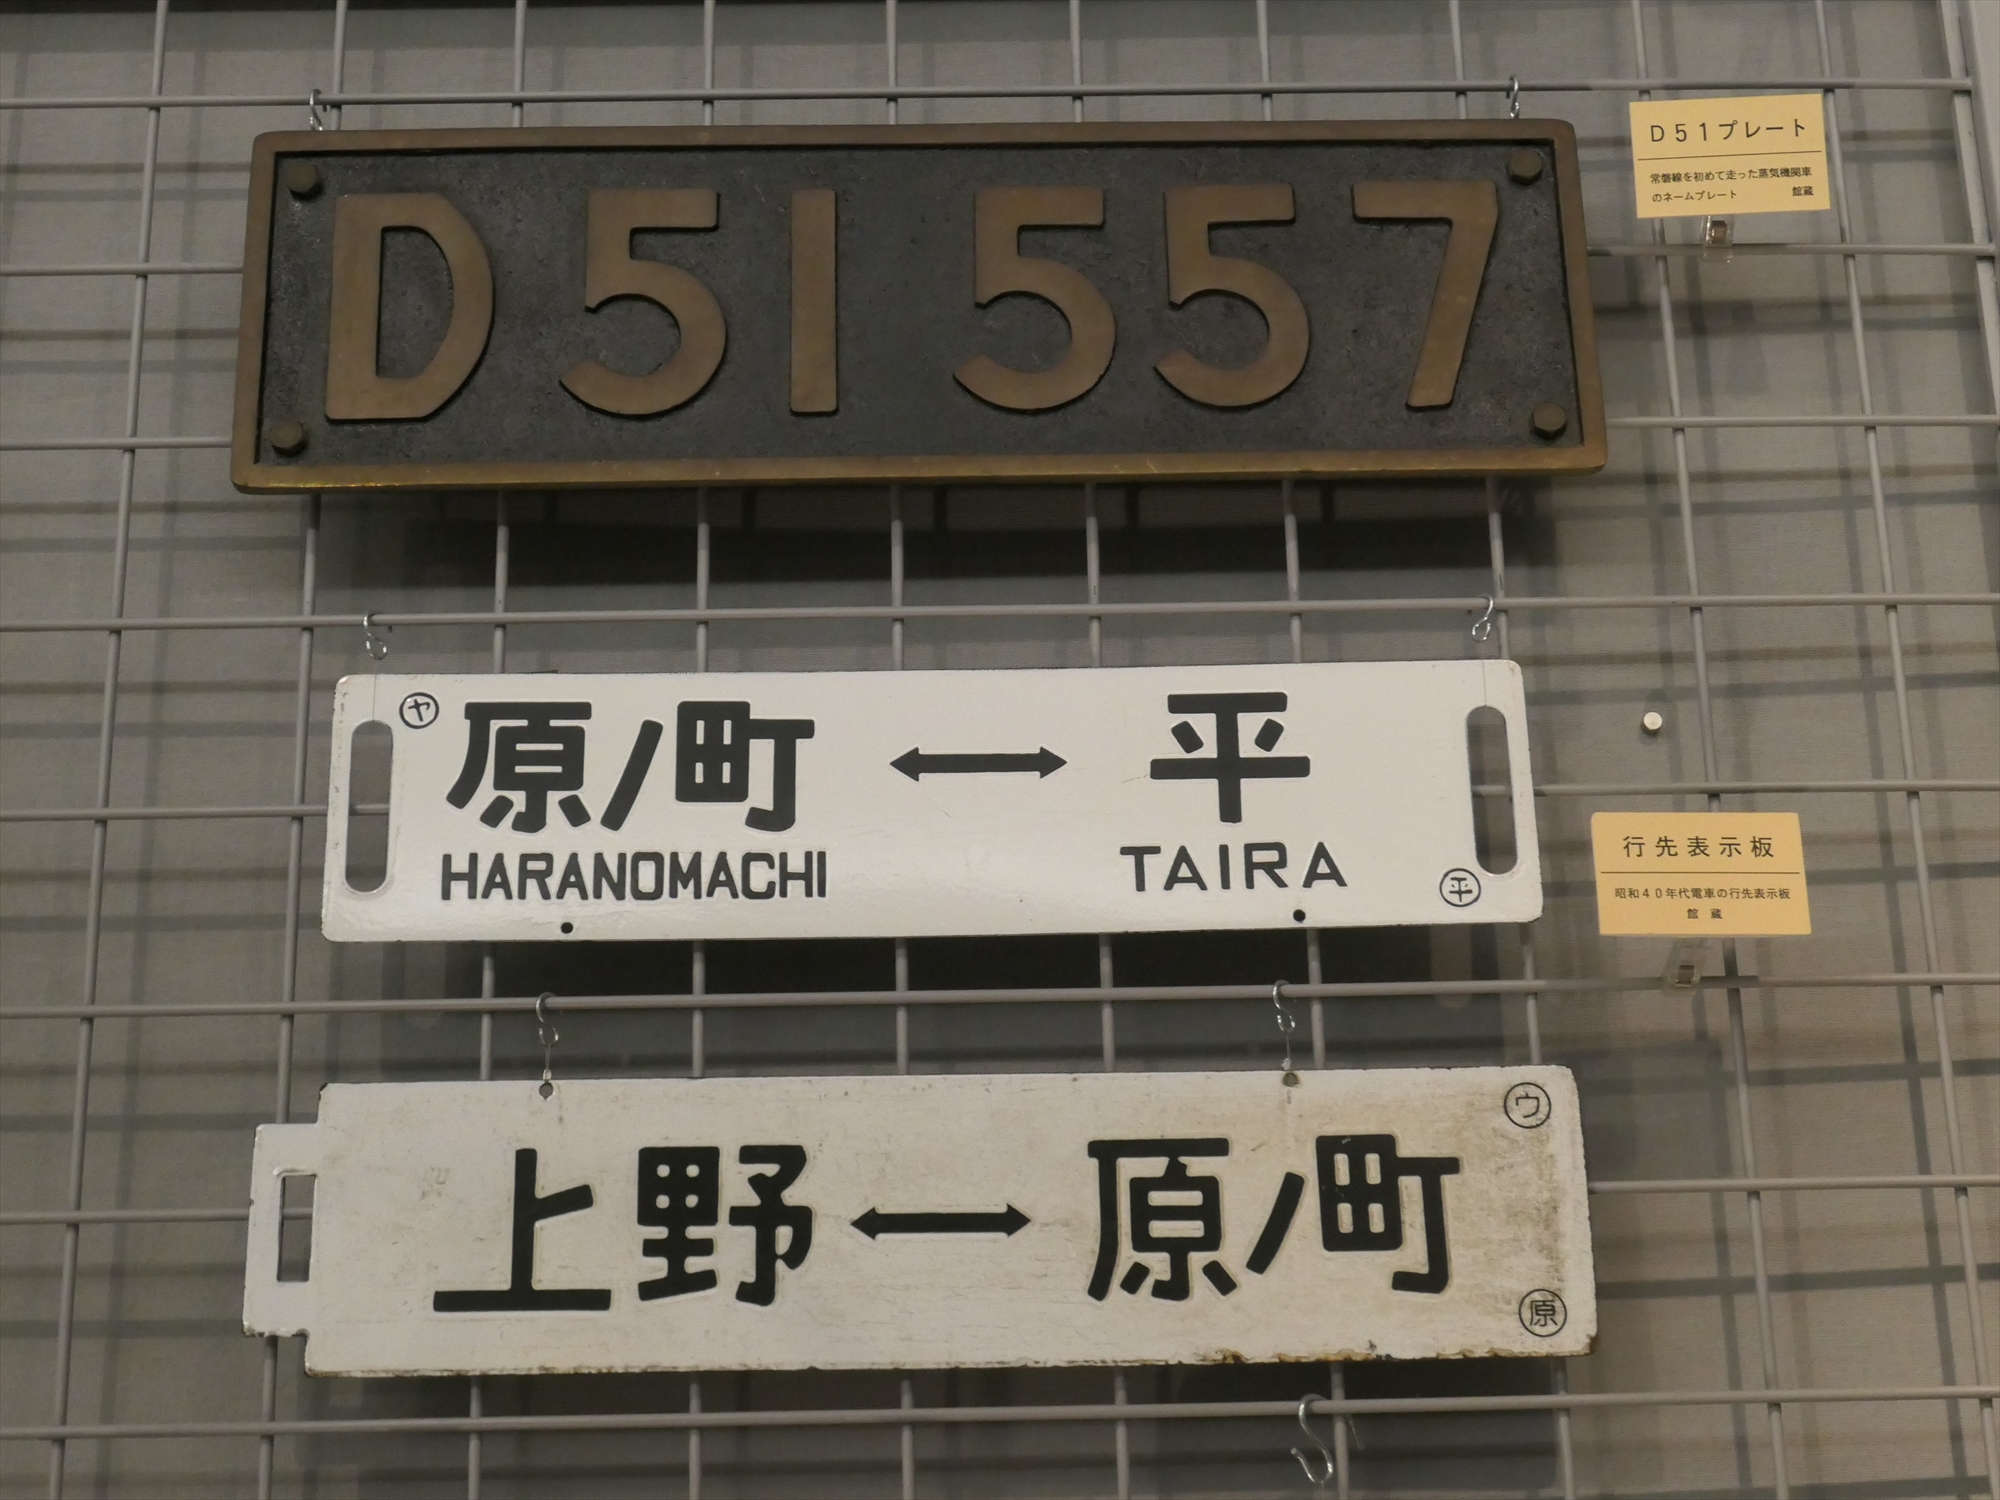 D51 557
D51プレート
常磐線を初めて走った蒸気機関車
のネームプレート 館蔵
ヤ
原ノ町 ↔ 平
HARANOMACHI TAIRA
平
行先表示板
昭和40年代電車の行先表示板
館 蔵
ウ
上野 ↔ 原ノ町
原